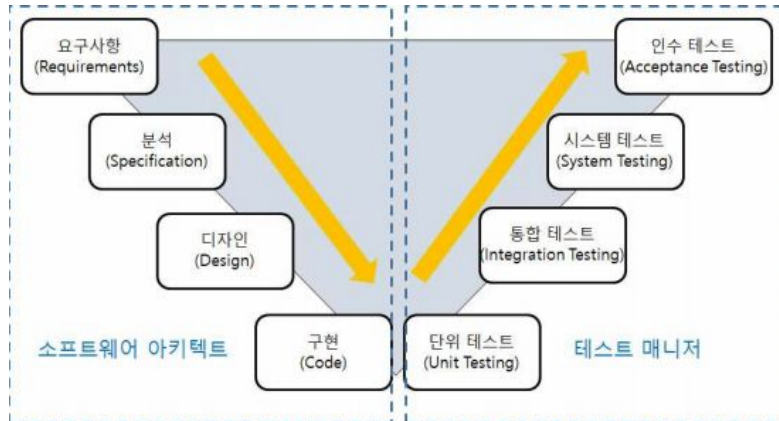 요구사항
(Requirements)
인수 테스트
(Acceptance Testing)
분석
(Specification)
시스템 테스트
(System Testing)
디자인
(Design)
통합 테스트
(Integration Testing)
소프트웨어 아키텍트
구현
(Code)
단위 테스트
(Unit Testing)
테스트 매니저